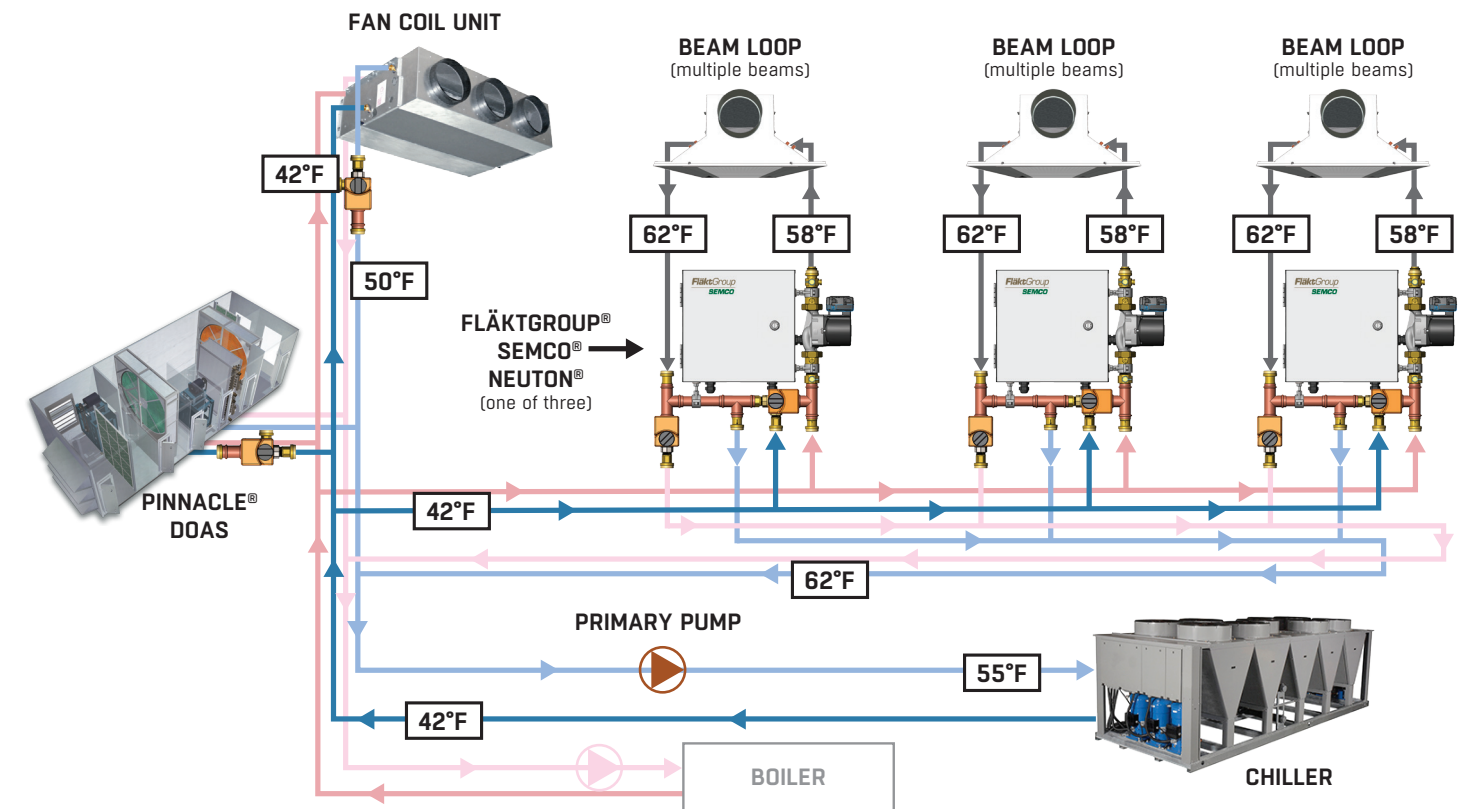 FAN COIL UNIT
BEAM LOOP
(multiple beams)
BEAM LOOP
(multiple beams)
BEAM LOOP
(multiple beams)
42°F
62°F
58°F
62°F
58°F
62°F
58°F
50°F
FläktGroup
SEMCO
FläktGroup
SEMCO
FläktGroup
SEMCO
FLÄKTGROUP®
SEMCO®
NEUTON®
(one of three)
PINNACLE®
DOAS
42°F
62°F
PRIMARY PUMP
55°F
42°F
BOILER
CHILLER